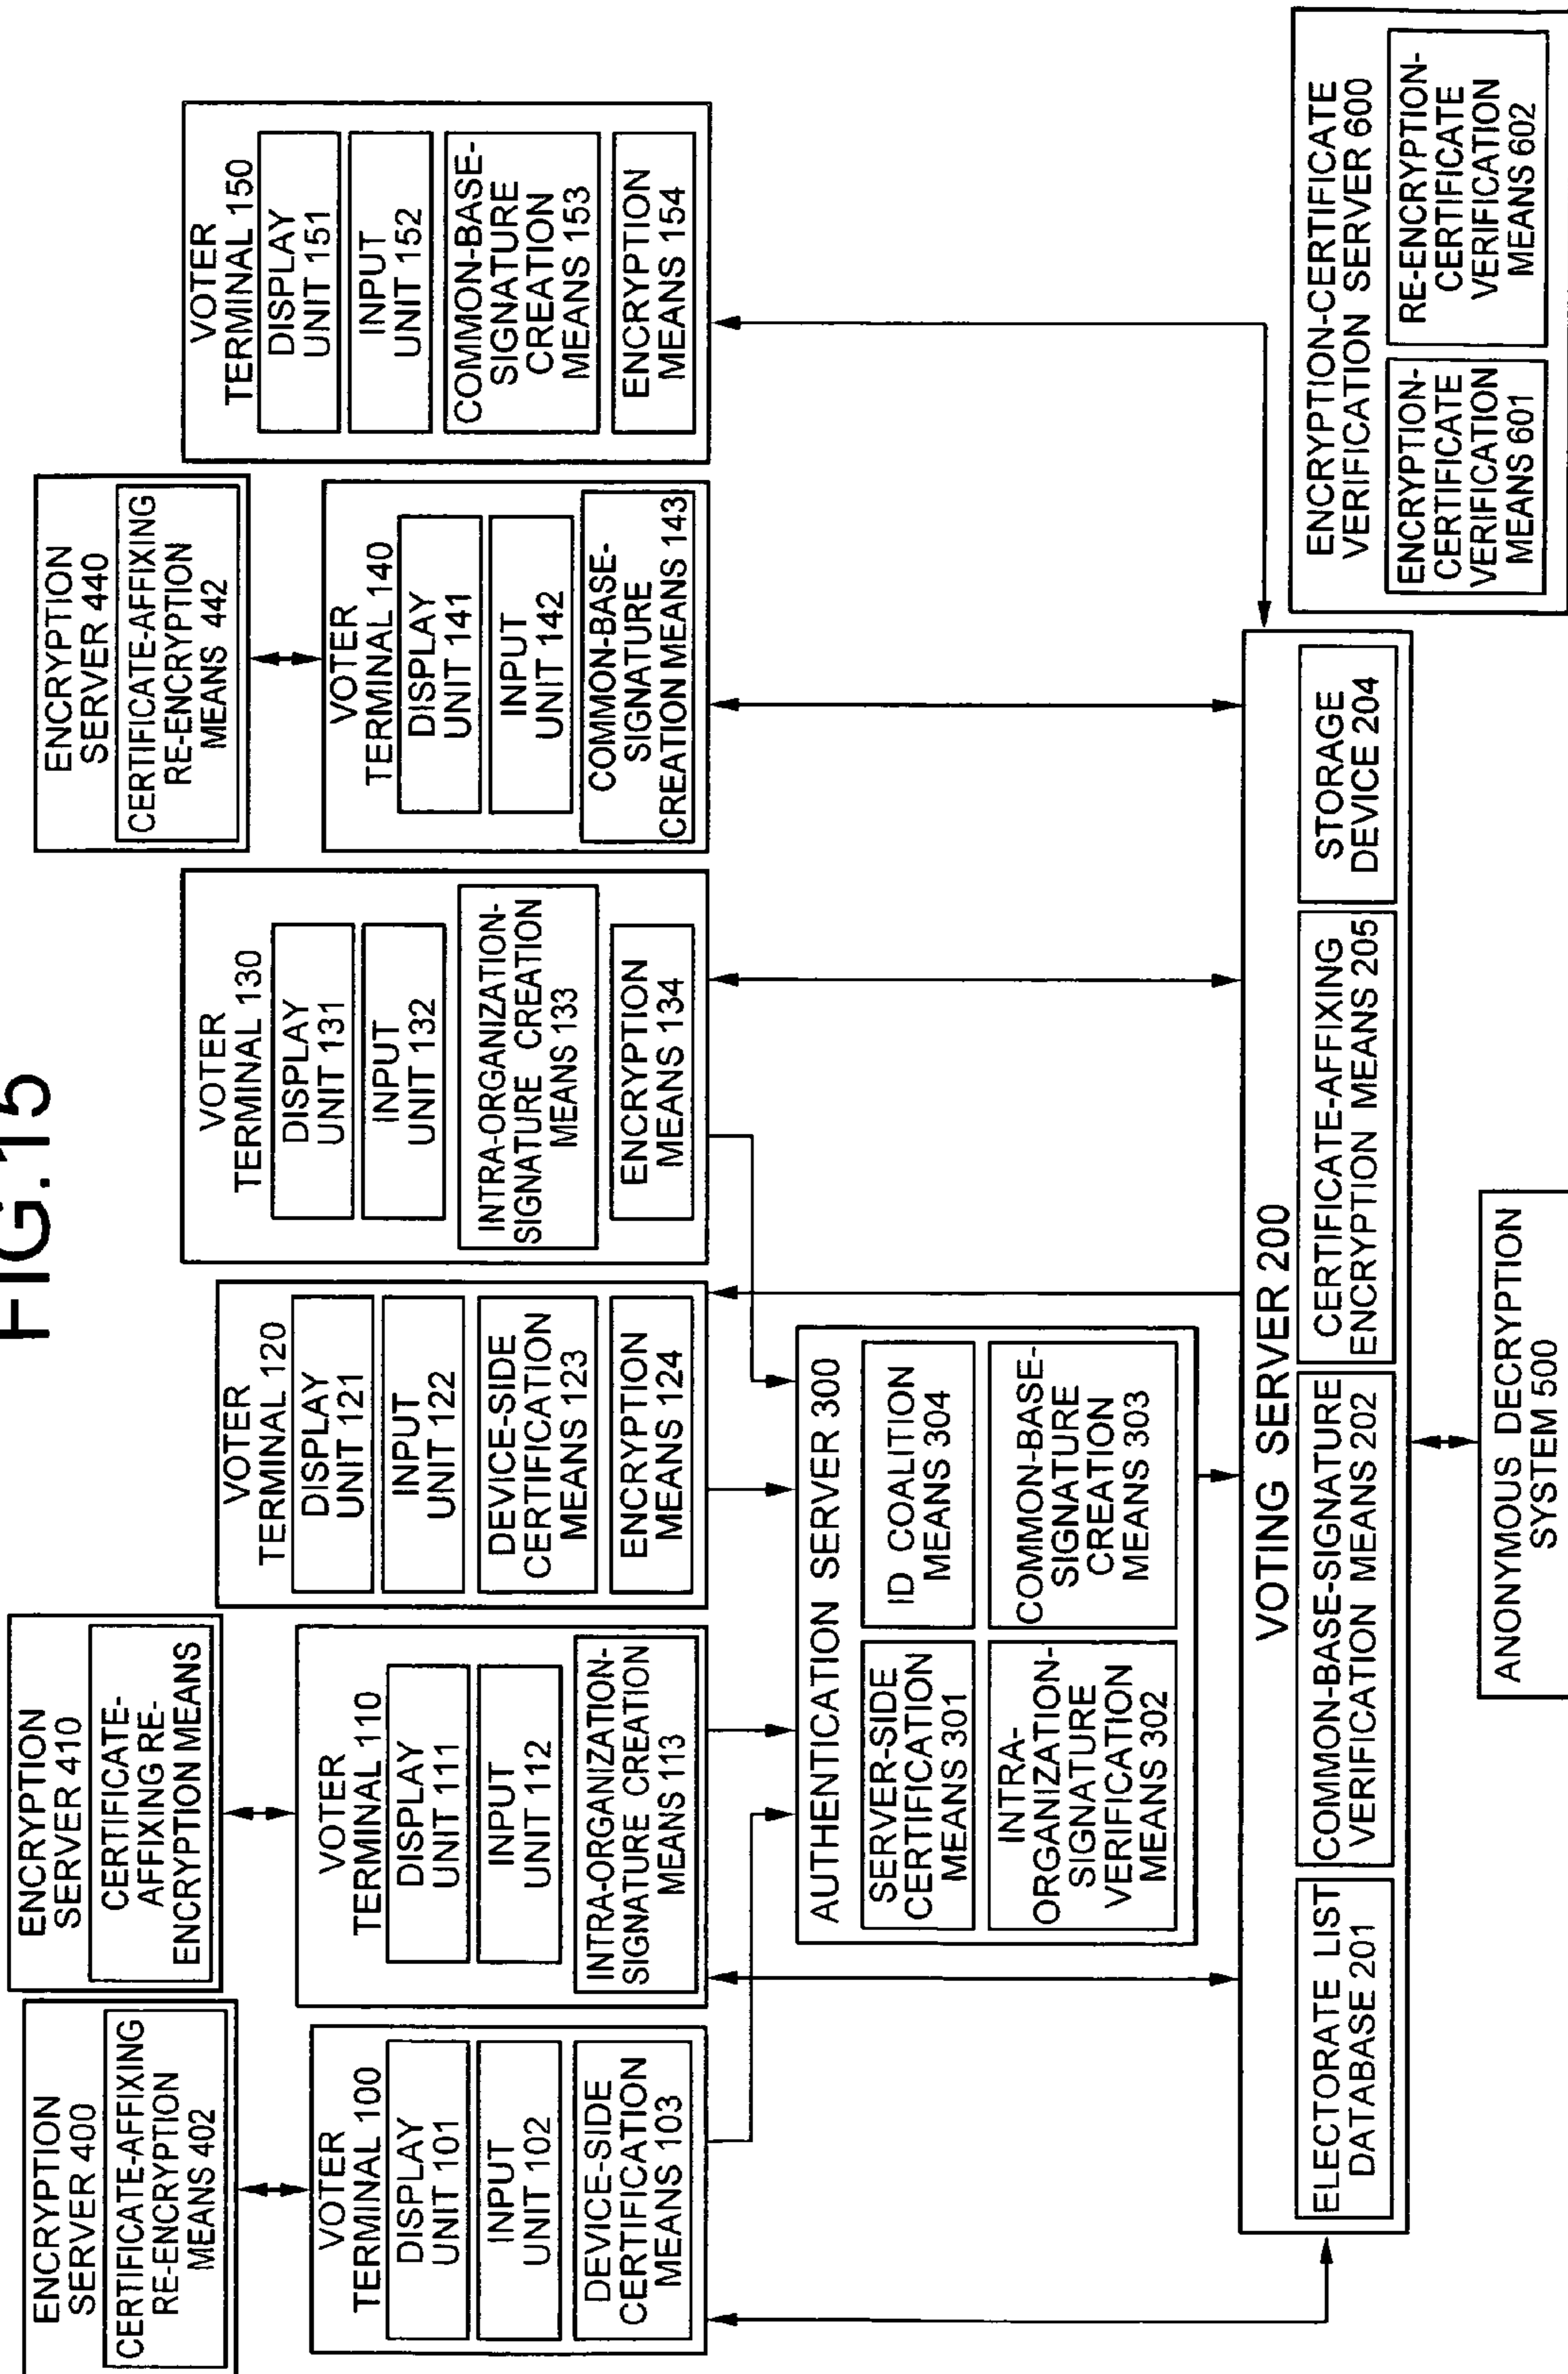 FIG.15
ENCRYPTION
SERVER 400
CERTIFICATE-AFFIXING
RE-ENCRYPTION
MEANS 402
ENCRYPTION
SERVER 410
CERTIFICATE-
AFFIXING RE-
ENCRYPTION MEANS
ENCRYPTION
SERVER 440
CERTIFICATE-AFFIXING
RE-ENCRYPTION
MEANS 442
VOTER
TERMINAL 100
DISPLAY
UNIT 101
INPUT
UNIT 102
DEVICE-SIDE
CERTIFICATION
MEANS 103
VOTER
TERMINAL 110
DISPLAY
UNIT 111
INPUT
UNIT 112
INTRA-ORGANIZATION-
SIGNATURE CREATION
MEANS 113
VOTER
TERMINAL 120
DISPLAY
UNIT 121
INPUT
UNIT 122
DEVICE-SIDE
CERTIFICATION
MEANS 123
ENCRYPTION
MEANS 124
VOTER
TERMINAL 130
DISPLAY
UNIT 131
INPUT
UNIT 132
INTRA-ORGANIZATION-
SIGNATURE CREATION
MEANS 133
ENCRYPTION
MEANS 134
VOTER
TERMINAL 140
DISPLAY
UNIT 141
INPUT
UNIT 142
COMMON-BASE-
SIGNATURE
CREATION MEANS 143
VOTER
TERMINAL 150
DISPLAY
UNIT 151
INPUT
UNIT 152
COMMON-BASE-
SIGNATURE
CREATION
MEANS 153
ENCRYPTION
MEANS 154
AUTHENTICATION SERVER 300
SERVER-SIDE
CERTIFICATION
MEANS 301
ID COALITION
MEANS 304
INTRA-
ORGANIZATION-
SIGNATURE
VERIFICATION
MEANS 302
COMMON-BASE-
SIGNATURE
CREATION
MEANS 303
VOTING SERVER 200
ELECTORATE LIST
DATABASE 201
COMMON-BASE-SIGNATURE
VERIFICATION MEANS 202
CERTIFICATE-AFFIXING
ENCRYPTION MEANS 205
STORAGE
DEVICE 204
ENCRYPTION-CERTIFICATE
VERIFICATION SERVER 600
ENCRYPTION-
CERTIFICATE
VERIFICATION
MEANS 601
RE-ENCRYPTION-
CERTIFICATE
VERIFICATION
MEANS 602
ANONYMOUS DECRYPTION
SYSTEM 500